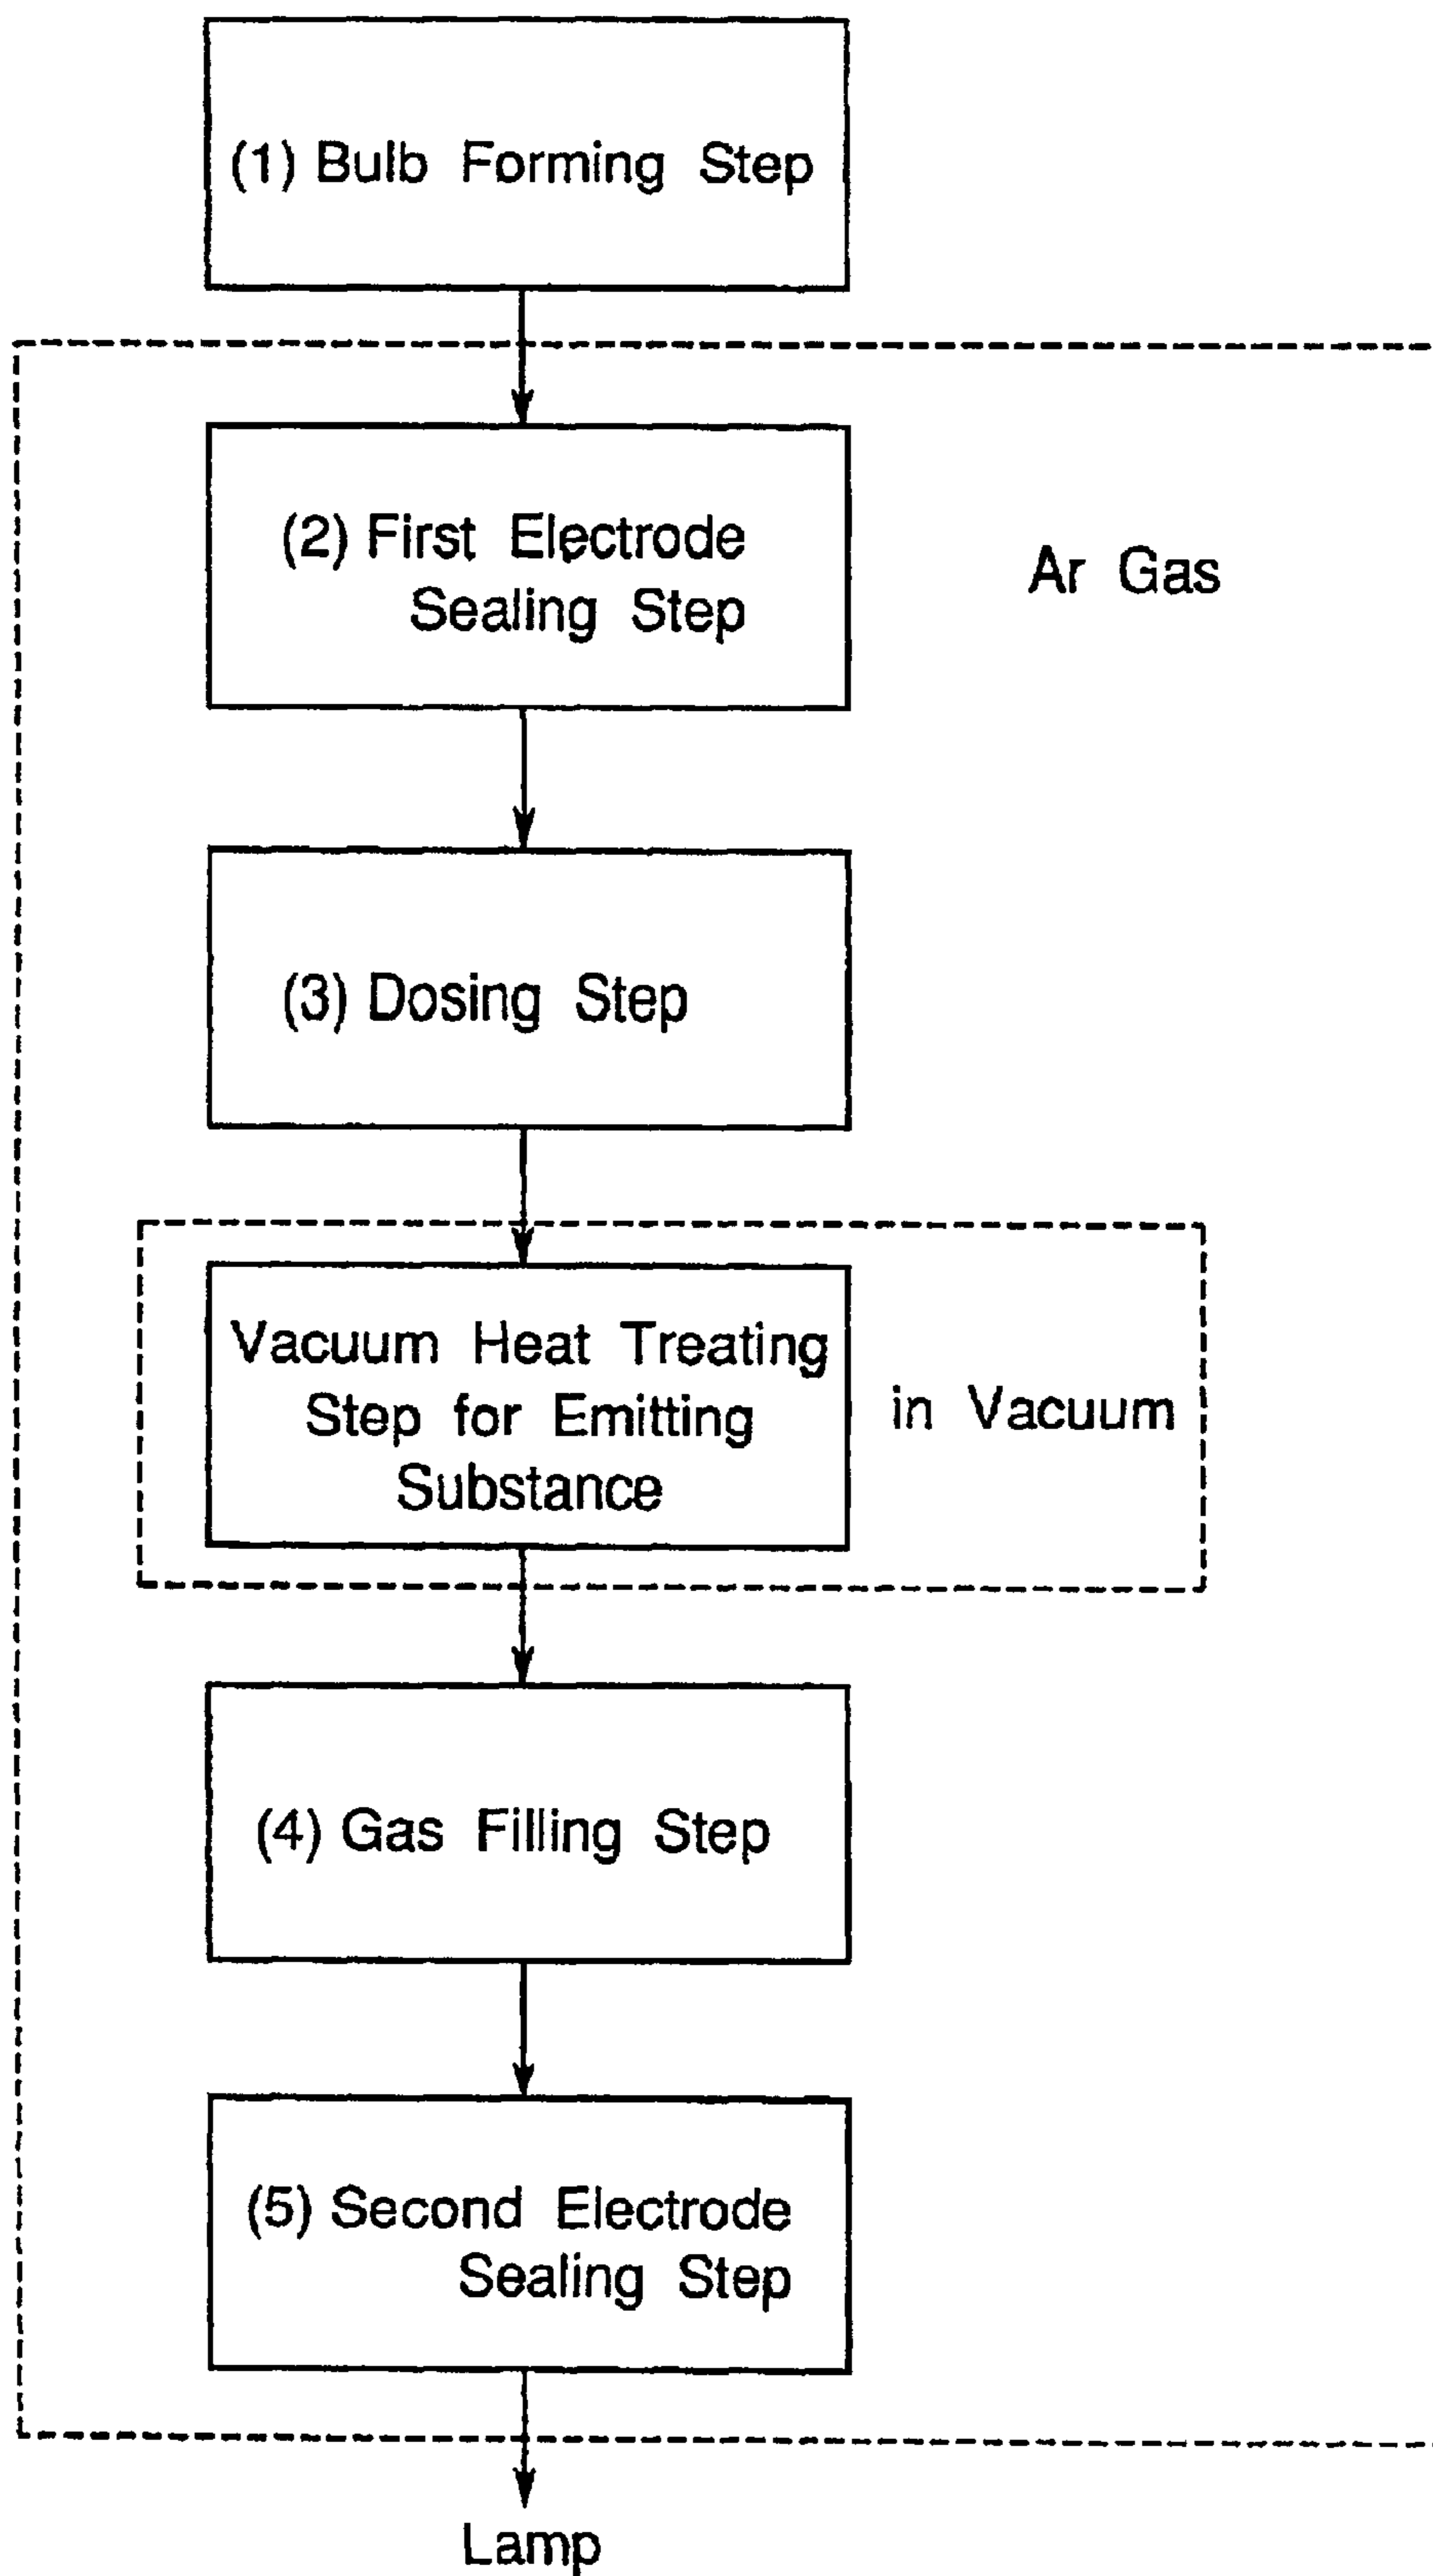 (1) Bulb Forming Step
(2) First Electrode
Sealing Step
Ar Gas
(3) Dosing Step
Vacuum Heat Treating
Step for Emitting
Substance
in Vacuum
(4) Gas Filling Step
(5) Second Electrode
Sealing Step
Lamp